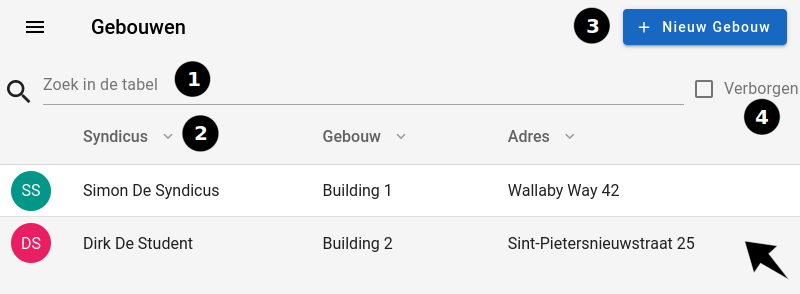 Gebouwen 3 + Nieuw Gebouw
Zoek in de tabel 1 Verborgen
4
Syndicus 2 Gebouw Adres
SS Simon De Syndicus Building 1 Wallaby Way 42
DS Dirk De Student Building 2 Sint-Pietersnieuwstraat 25